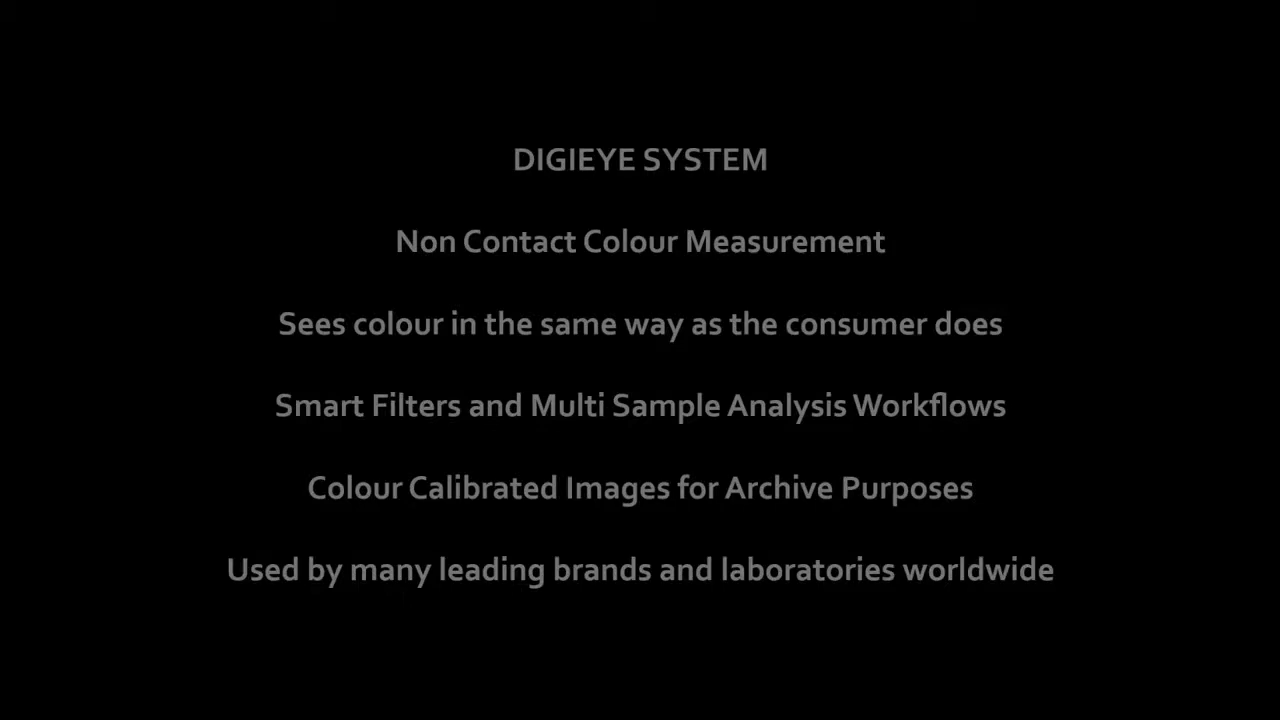 DIGIEYE SYSTEM
Non Contact Colour Measurement
Sees colour in the same way as the consumer does
Smart Filters and Multi Sample Analysis Workflows
Colour Calibrated Images for Archive Purposes
Used by many leading brands and laboratories worldwide